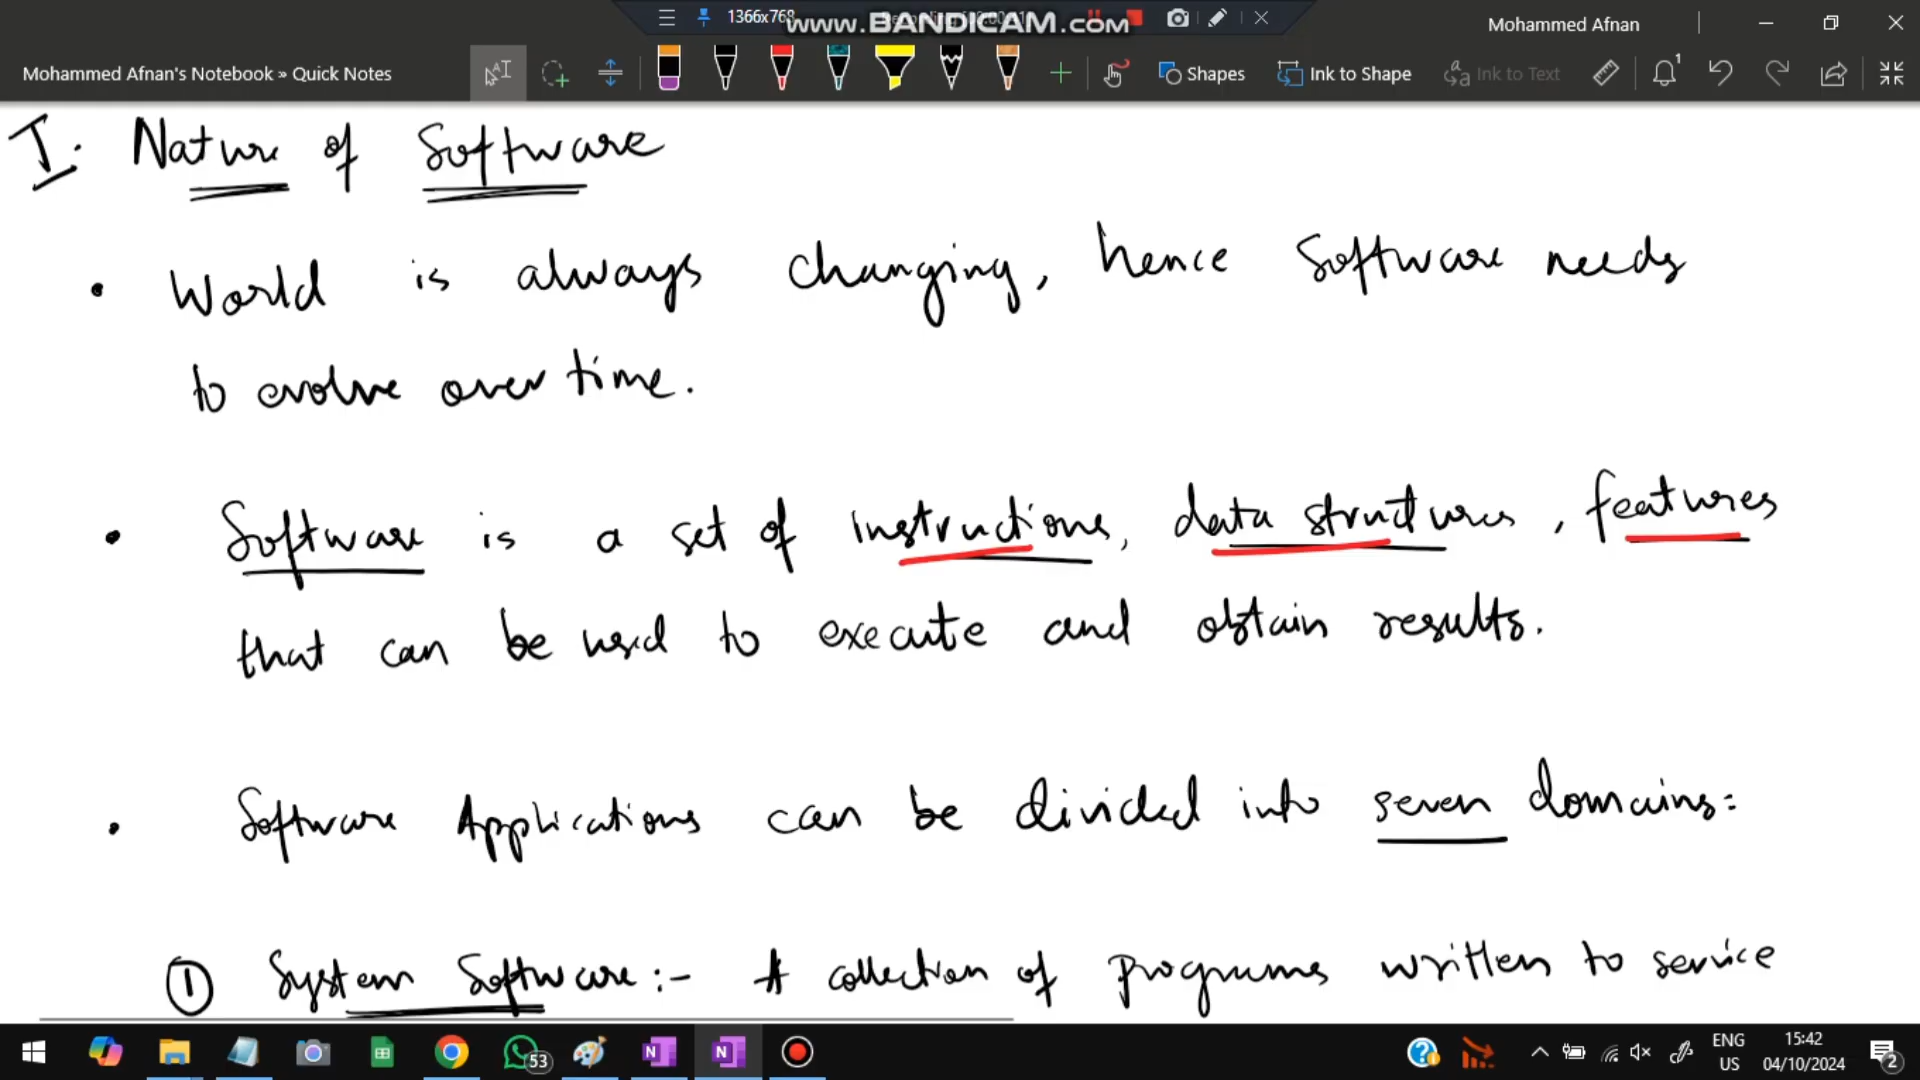 1366x768
www.BANDICAM.com
Mohammed Afnan
Mohammed Afnan's Notebook » Quick Notes
Shapes
Ink to Shape
Ink to Text
1
I. Nature of Software
• World is always changing, hence Software needs
to evolve over time.
• Software is a set of instructions, data structures, features
that can be used to execute and obtain results.
• Software Applications can be divided into seven domains:
① System Software:- A collection of programs written to service
53
N
N
ENG
US
15:42
04/10/2024
2